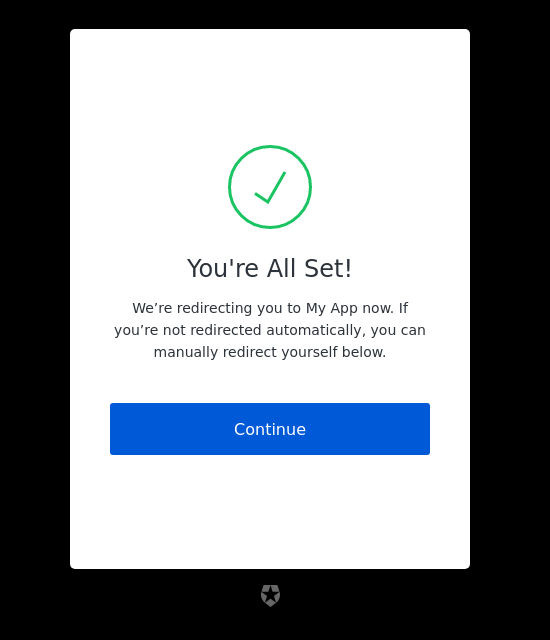 You're All Set!
We’re redirecting you to My App now. If
you’re not redirected automatically, you can
manually redirect yourself below.
Continue